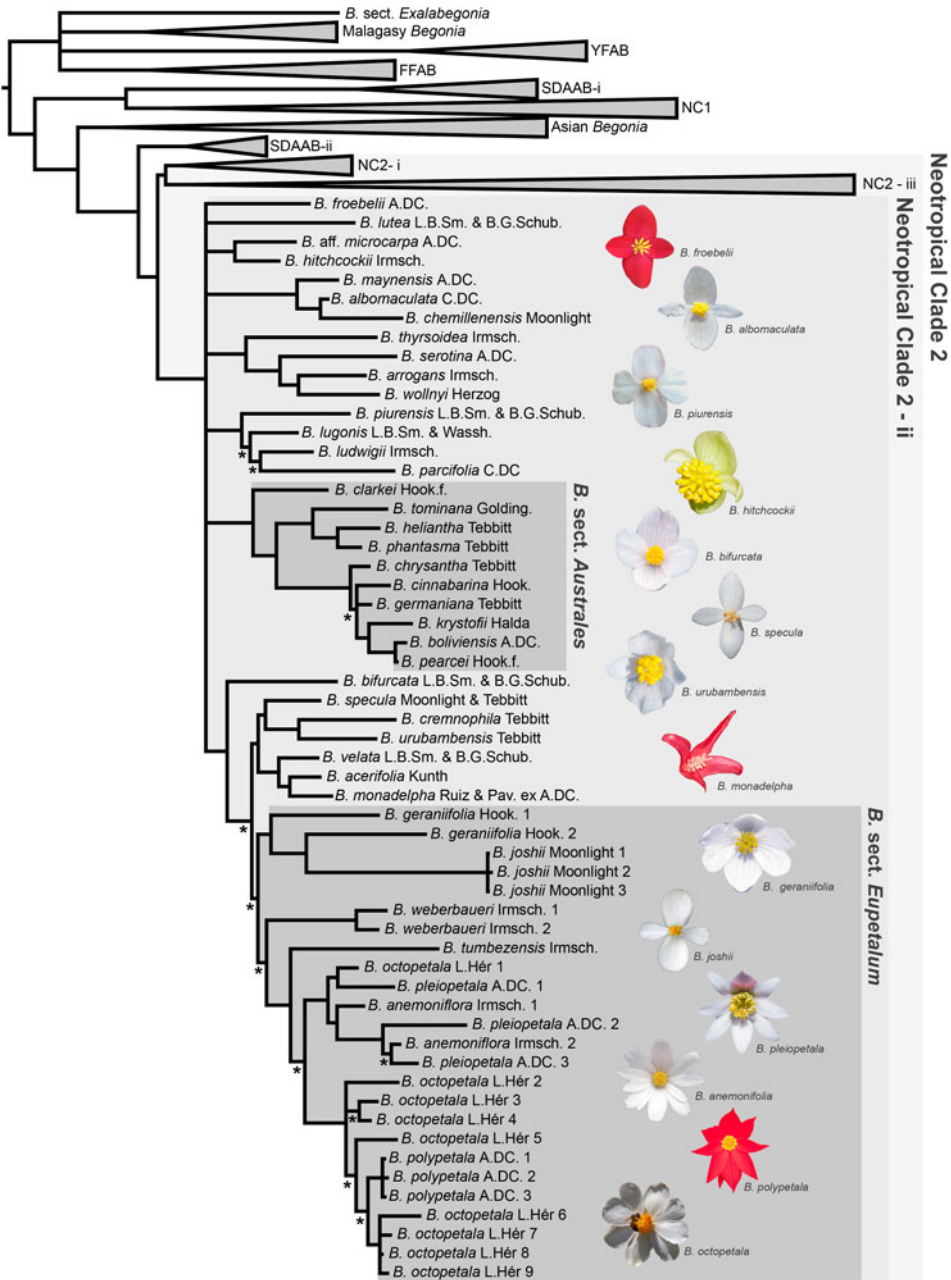 B. sect. Exalabegonia
Malagasy Begonia
YFAB
FFAB
SDAAB-i
NC1
Asian Begonia
SDAAB-ii
NC2- i
NC2 - iii
Neotropical Clade 2
Neotropical Clade 2 - ii
B. froebelii A.DC.
B. lutea L.B.Sm. & B.G.Schub.
B. aff. microcarpa A.DC.
B. hitchcockii Irmsch.
B. maynensis A.DC.
B. albomaculata C.DC.
B. chemillenensis Moonlight
B. thyrsoidea Irmsch.
B. serotina A.DC.
B. arrogans Irmsch.
B. wollnyi Herzog
B. piurensis L.B.Sm. & B.G.Schub.
B. lugonis L.B.Sm. & Wassh.
B. ludwigii Irmsch.
* *
B. parcifolia C.DC
B. clarkei Hook.f.
B. tominana Golding.
B. heliantha Tebbitt
B. phantasma Tebbitt
B. chrysantha Tebbitt
B. cinnabarina Hook.
B. germaniana Tebbitt
*
B. krystofii Halda
B. boliviensis A.DC.
B. pearcei Hook.f.
B. sect. Australes
B. bifurcata L.B.Sm. & B.G.Schub.
B. specula Moonlight & Tebbitt
B. cremnophila Tebbitt
B. urubambensis Tebbitt
B. velata L.B.Sm. & B.G.Schub.
B. acerifolia Kunth
B. monadelpha Ruiz & Pav. ex A.DC.
*
B. geraniifolia Hook. 1
B. geraniifolia Hook. 2
B. joshii Moonlight 1
B. joshii Moonlight 2
B. joshii Moonlight 3
*
B. weberbaueri Irmsch. 1
B. weberbaueri Irmsch. 2
B. tumbezensis Irmsch.
*
B. octopetala L.Hér 1
B. pleiopetala A.DC. 1
B. anemoniflora Irmsch. 1
B. pleiopetala A.DC. 2
B. anemoniflora Irmsch. 2
B. pleiopetala A.DC. 3
*
*
B. octopetala L.Hér 2
B. octopetala L.Hér 3
B. octopetala L.Hér 4
*
B. octopetala L.Hér 5
B. polypetala A.DC. 1
B. polypetala A.DC. 2
*
B. polypetala A.DC. 3
B. octopetala L.Hér 6
*
B. octopetala L.Hér 7
B. octopetala L.Hér 8
B. octopetala L.Hér 9
B. sect. Eupetalum
B. froebelii
B. albomaculata
B. piurensis
B. hitchcockii
B. bifurcata
B. specula
B. urubambensis
B. monadelpha
B. geraniifolia
B. joshii
B. pleiopetala
B. anemonifolia
B. polypetala
B. octopetala